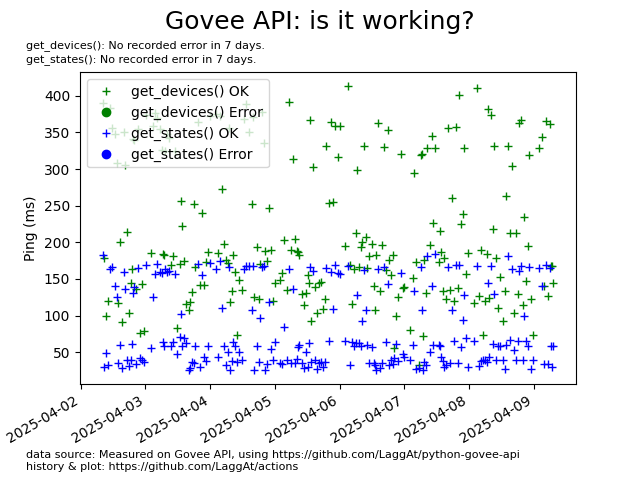 Govee API: is it working?
get_devices(): No recorded error in 7 days.
get_states(): No recorded error in 7 days.
get_devices() OK
get_devices() Error
get_states() OK
get_states() Error
Ping (ms)
400
350
300
250
200
150
100
50
2025-04-02
2025-04-03
2025-04-04
2025-04-05
2025-04-06
2025-04-07
2025-04-08
2025-04-09
data source: Measured on Govee API, using https://github.com/LaggAt/python-govee-api
history & plot: https://github.com/LaggAt/actions